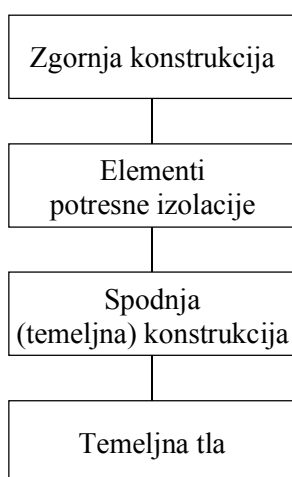 Zgornja konstrukcija
Elementi
potresne izolacije
Spodnja
(temeljna) konstrukcija
Temeljna tla